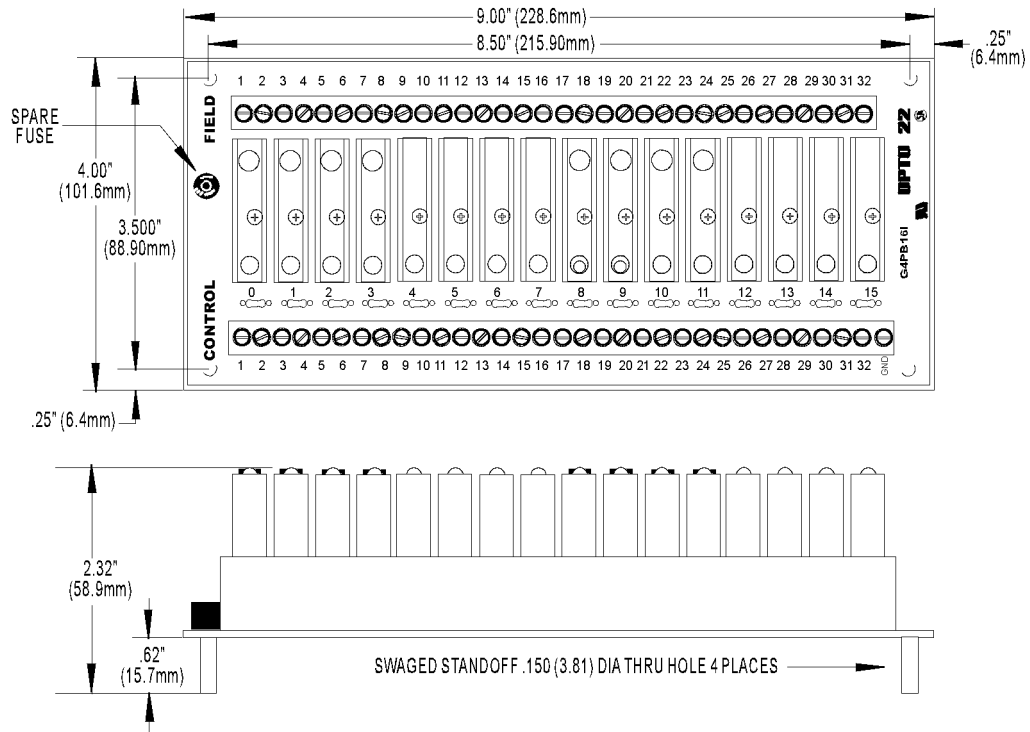 9.00" (228.6mm)
8.50" (215.90mm)
.25"
(6.4mm)
1 2 3 4 5 6 7 8 9 10 11 12 13 14 15 16 17 18 19 20 21 22 23 24 25 26 27 28 29 30 31 32
SPARE
FUSE
FIELD
OPTO 22
4.00"
(101.6mm)
3.500"
(88.90mm)
G4PB16I
CONTROL
0 1 2 3 4 5 6 7 8 9 10 11 12 13 14 15
1 2 3 4 5 6 7 8 9 10 11 12 13 14 15 16 17 18 19 20 21 22 23 24 25 26 27 28 29 30 31 32 GND
.25" (6.4mm)
2.32"
(58.9mm)
.62"
(15.7mm)
SWAGED STANDOFF .150 (3.81) DIA THRU HOLE 4 PLACES